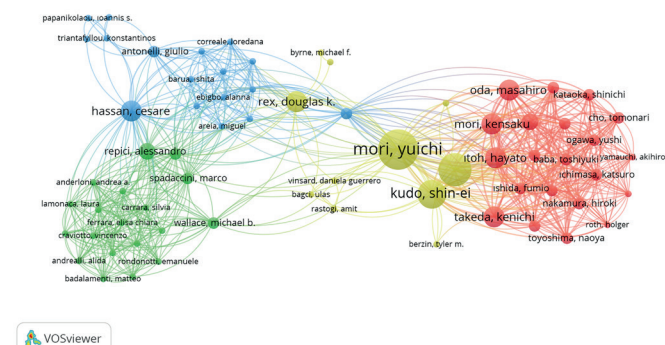 papanikolaou, ioannis s.
triantafyllou, konstantinos
antonelli, giulio
correale, loredana
byrne, michael f.
barua, shita
ebigbo, alanna
rex, douglas k.
hassan, cesare
areia, miguel
oda, masahiro
kataoka, shinichi
mori, kensaku
cho, tomonari
ogawa, yushi
mori, yuichi
itoh, hayato
baba, toshiyuki
yamauchi, akihiro
ichimasa, katsuro
repici, alessandro
spadaccini, marco
vinsard, daniela guerrero
kudo, shin-ei
ishida, fumio
nakamura, hiroki
anderloni, andrea a.
bagci, ulas
lamonaca, laura
carrara, silvia
rastogi, amit
takeda, kenichi
ferrara, elisa chiara
wallace, michael b.
roth, holger
craviotto, vincenzo
toyoshima, naoya
berzin, tyler m.
andrealli, alida
rondonotti, emanuele
badalamenti, matteo
VOSviewer